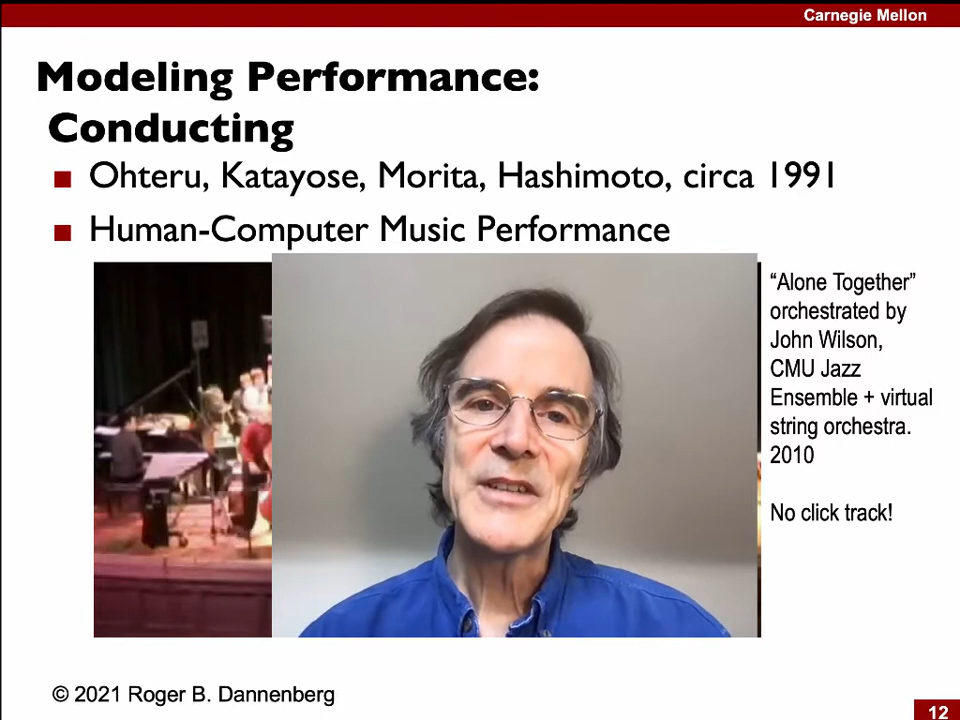 Carnegie Mellon
Modeling Performance:
Conducting
Ohteru, Katayose, Morita, Hashimoto, circa 1991
Human-Computer Music Performance
“Alone Together”
orchestrated by
John Wilson,
CMU Jazz
Ensemble + virtual
string orchestra.
2010
No click track!
© 2021 Roger B. Dannenberg
12